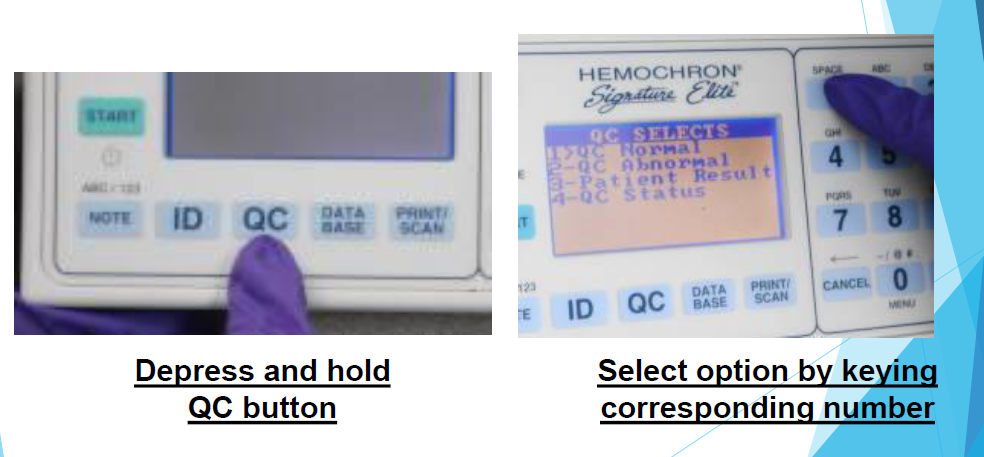 START
ABC / 123
NOTE
ID
QC
DATA
BASE
PRINT/
SCAN
Depress and hold
QC button
HEMOCHRON®
Signature Elite
QC SELECTS
1>QC Normal
2-QC Abnormal
3-Patient Result
4-QC Status
SPACE
ABC
GHI
4
5
PQRS
7
TUV
8
CANCEL
- / @ #
0
MENU
123
ID
QC
DATA
BASE
PRINT/
SCAN
Select option by keying
corresponding number